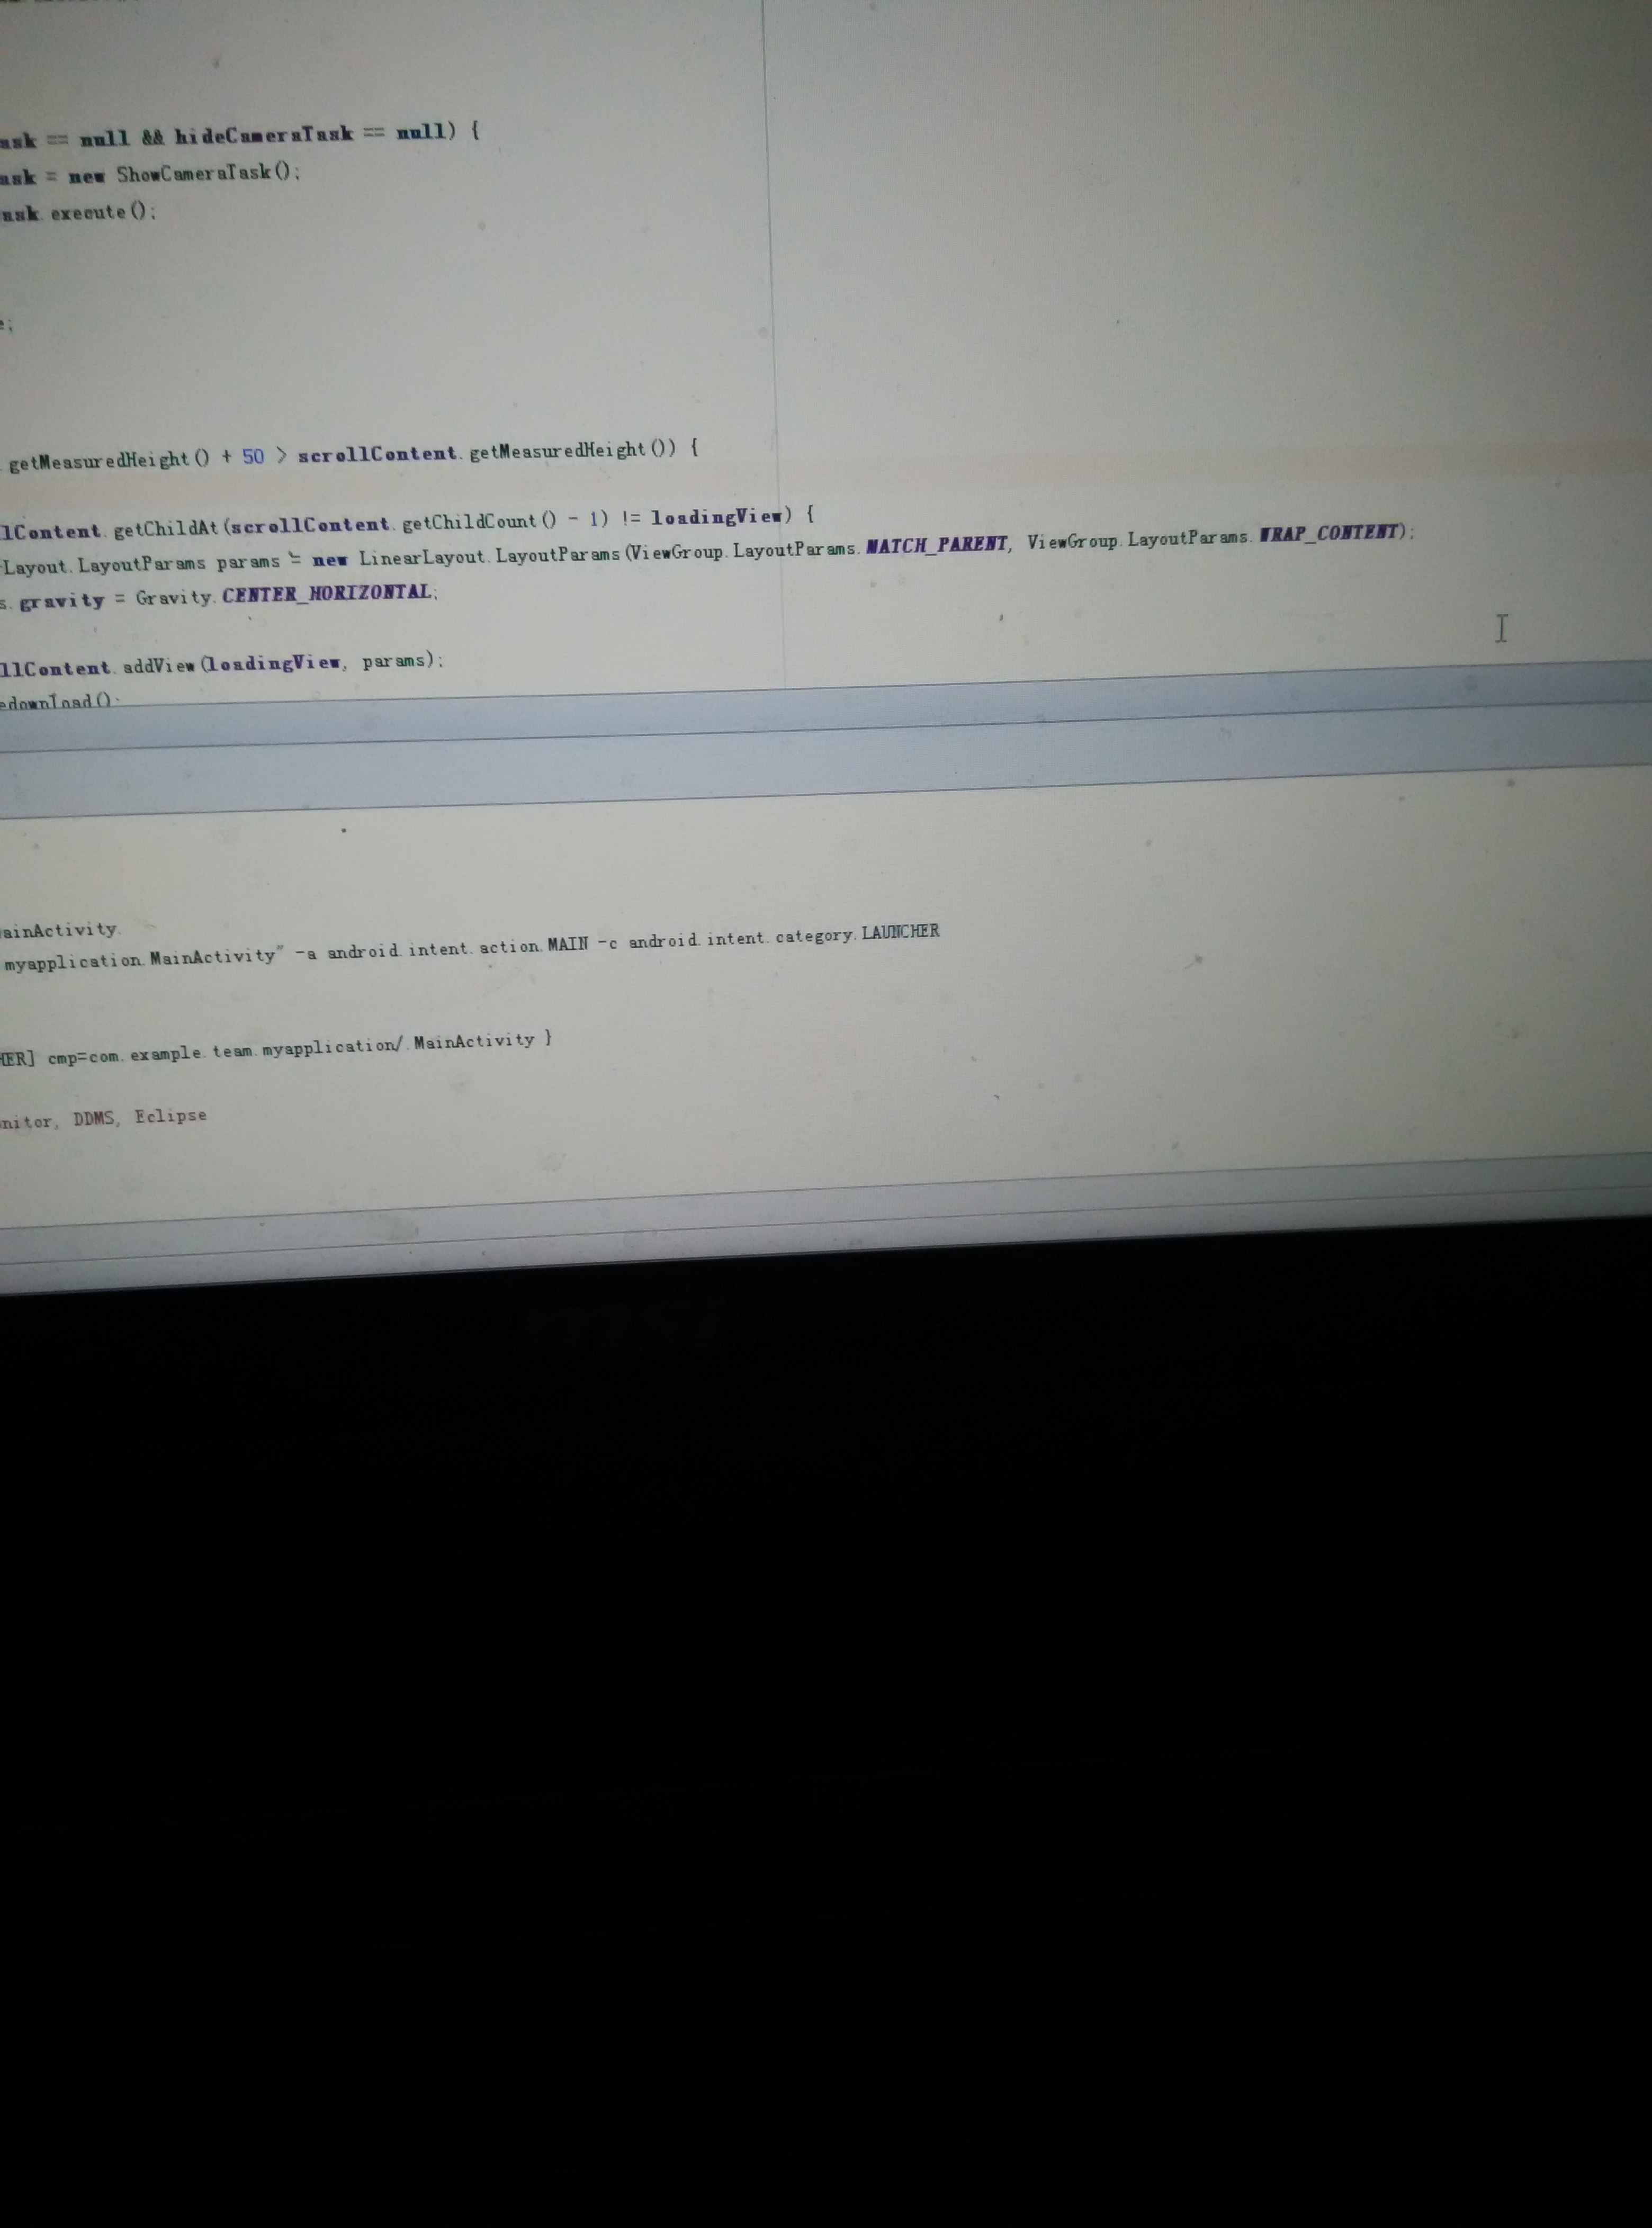 ask == null && hideCameraTask == null) {
ask = new ShowCameraTask();
ask.execute();
e;
.getMeasuredHeight() + 50 > scrollContent.getMeasuredHeight()) {
llContent.getChildAt(scrollContent.getChildCount() - 1) != loadingView) {
Layout.LayoutParams params = new LinearLayout.LayoutParams(ViewGroup.LayoutParams.MATCH_PARENT, ViewGroup.LayoutParams.WRAP_CONTENT);
s.gravity = Gravity.CENTER_HORIZONTAL;
llContent.addView(loadingView, params);
edownLoad();
ainActivity.
myapplication.MainActivity" -a android.intent.action.MAIN -c android.intent.category.LAUNCHER
HER] cmp=com.example.team.myapplication/.MainActivity }
nitor, DDMS, Eclipse
msi